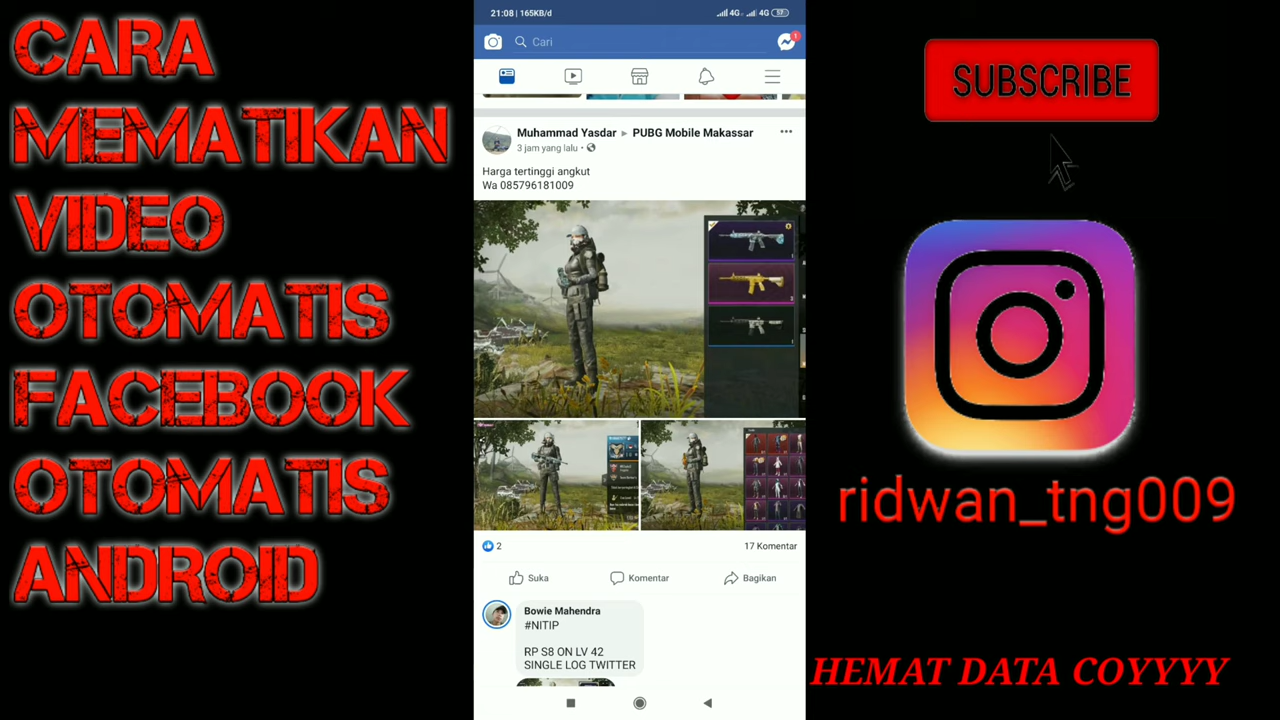 CARA
MEMATIKAN
VIDEO
OTOMATIS
FACEBOOK
OTOMATIS
ANDROID
21:08 | 165KB/d
4G
4G
57
Cari
1
Muhammad Yasdar ▸ PUBG Mobile Makassar
3 jam yang lalu •
Harga tertinggi angkut
Wa 085796181009
2
17 Komentar
Suka
Komentar
Bagikan
Bowie Mahendra
#NITIP
RP S8 ON LV 42
SINGLE LOG TWITTER
SUBSCRIBE
ridwan_tng009
HEMAT DATA COYYYY